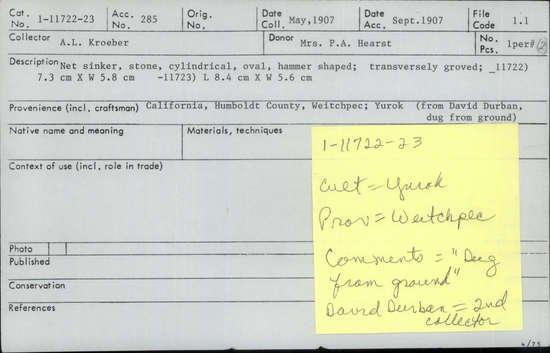 Cat. No. 1-11722-23 Acc. No. 285 Orig. No. Date Coll. May,1907 Date Acc. Sept.1907 File Code 1.1
Collector A.L. Kroeber Donor Mrs. P.A. Hearst No. Pcs. 1per# (2)
Description Net sinker, stone, cylindrical, oval, hammer shaped; transversely groved; _11722)
7.3 cm X W 5.8 cm -11723) L 8.4 cm X W 5.6 cm
Provenience (incl, craftsman) California, Humboldt County, Weitchpec; Yurok (from David Durban,
dug from ground)
Native name and meaning Materials, techniques
Context of use (incl, role in trade)
Photo
Published
Conservation
References
1-11722-23
Cult = Yurok
Prov = Weitchpec
Comments = "Dug
from ground"
David Durban = 2nd
collector
4/75